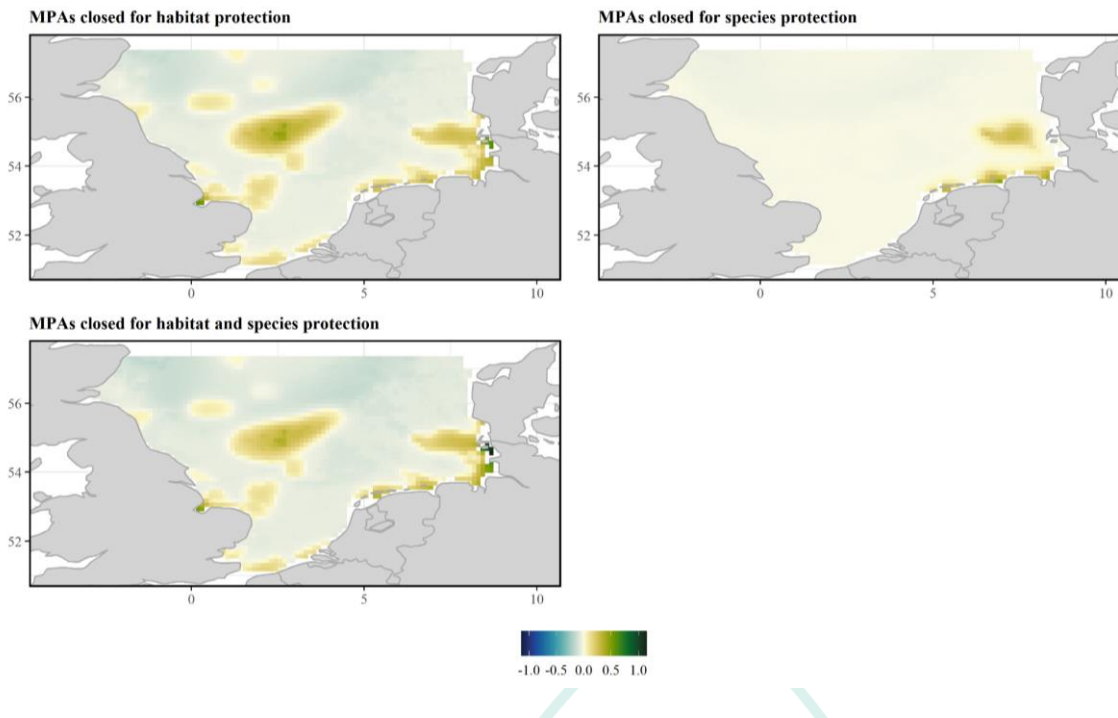 MPAs closed for habitat protection
MPAs closed for species protection
56
54
52
0 5 10
56
54
52
0 5 10
MPAs closed for habitat and species protection
56
54
52
0 5 10
-1.0 -0.5 0.0 0.5 1.0